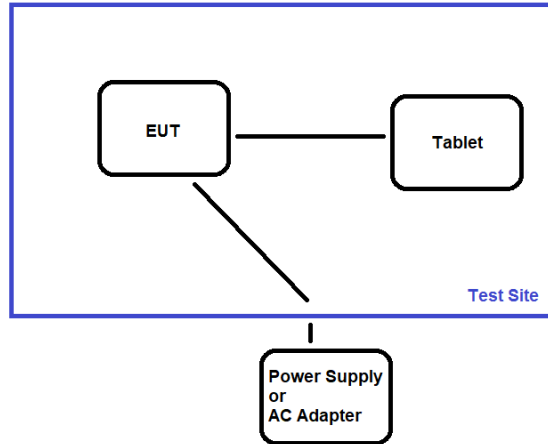 EUT
Tablet
Test Site
Power Supply
or
AC Adapter